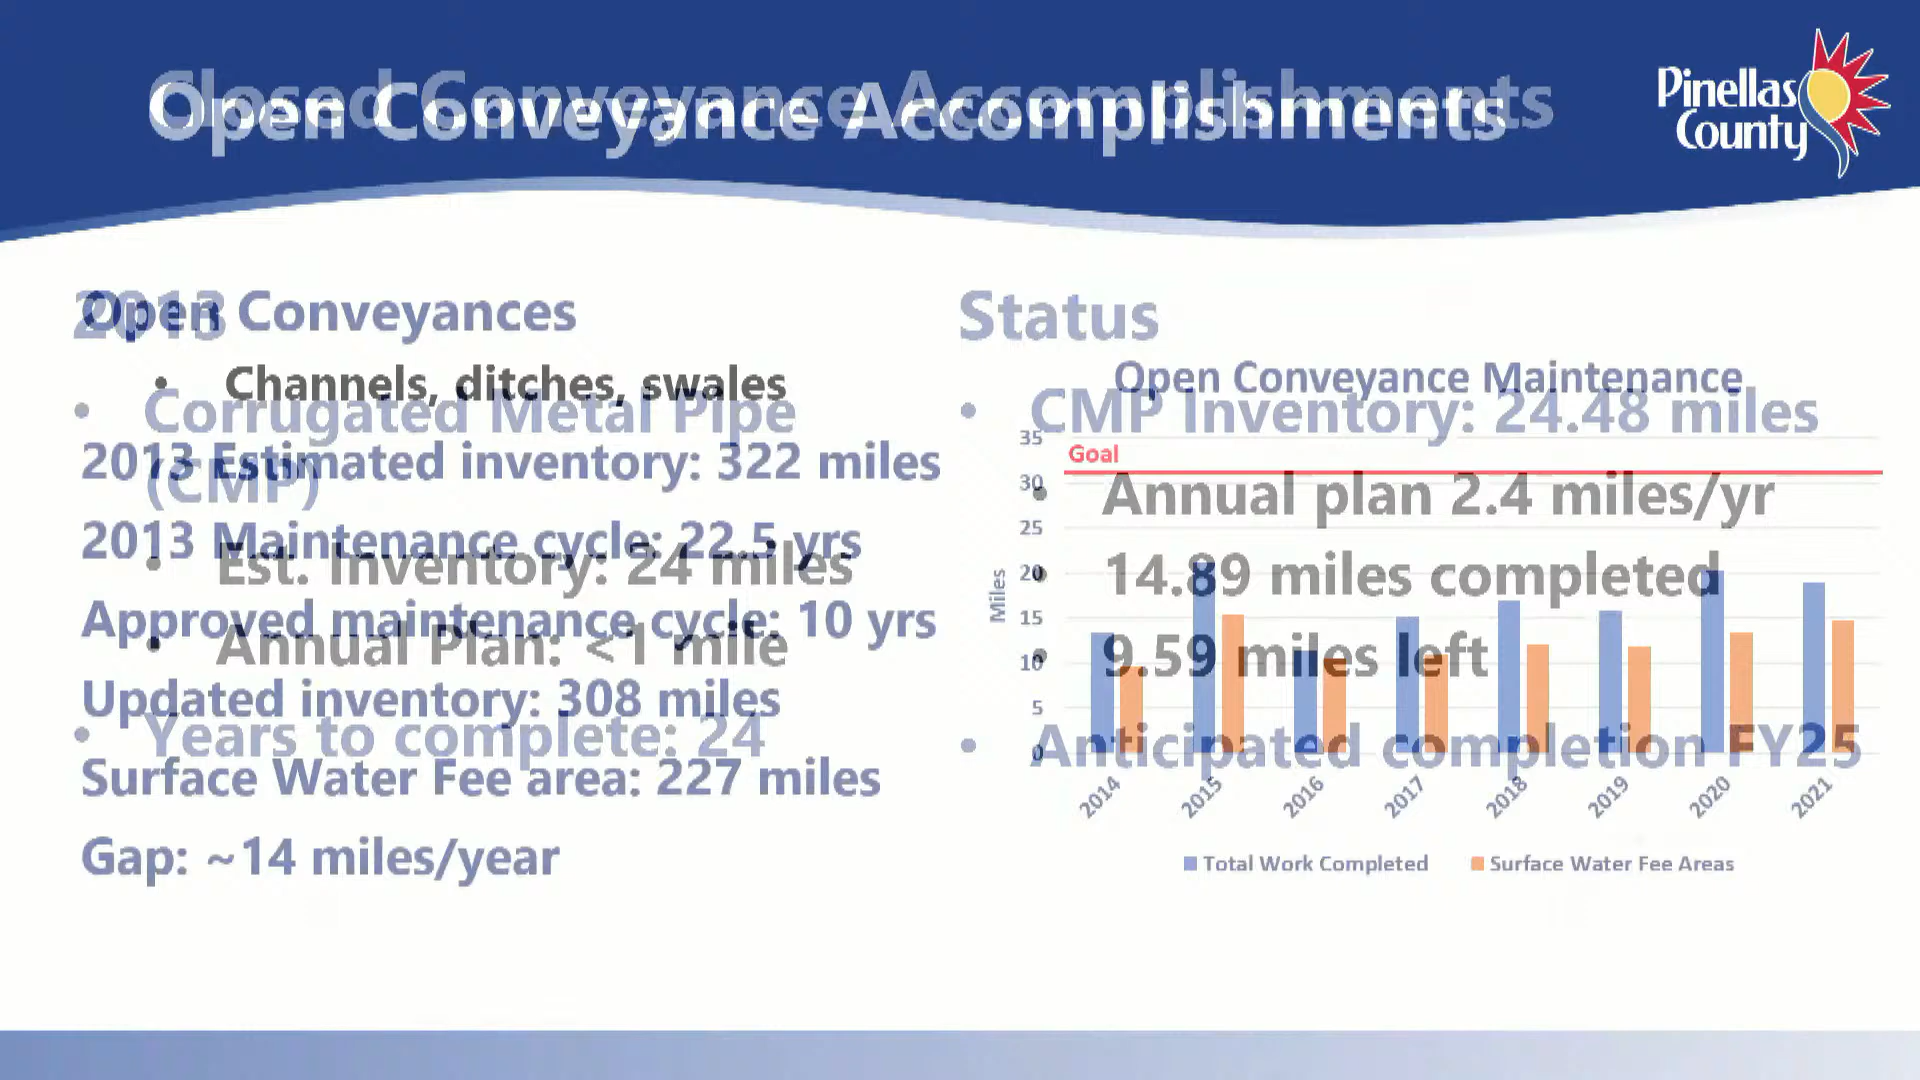 Closed Conveyance Accomplishments
Open Conveyance Accomplishments
Pinellas
County
Open Conveyances
• Channels, ditches, swales
2013 Estimated inventory: 322 miles
2013 Maintenance cycle: 22.5 yrs
Approved maintenance cycle: 10 yrs
Updated inventory: 308 miles
Surface Water Fee area: 227 miles
Gap: ~14 miles/year
Open Conveyance Maintenance
Goal
Miles
35
30
25
20
15
10
5
0
2014
2015
2016
2017
2018
2019
2020
2021
Total Work Completed
Surface Water Fee Areas
2013
• Corrugated Metal Pipe
(CMP)
• Est. Inventory: 24 miles
• Annual Plan: <1 mile
• Years to complete: 24
Status
• CMP Inventory: 24.48 miles
• Annual plan 2.4 miles/yr
• 14.89 miles completed
• 9.59 miles left
• Anticipated completion FY25